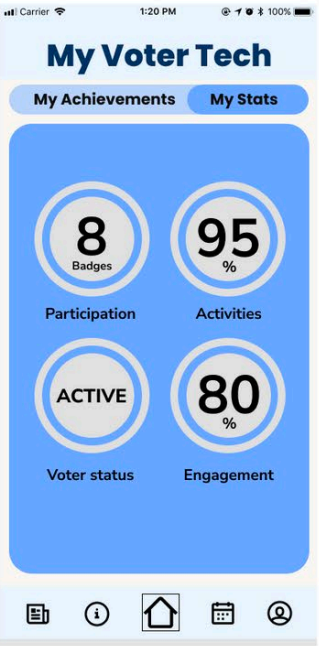 Carrier 1:20 PM 100%
My Voter Tech
My Achievements My Stats
8 95
Badges %
Participation Activities
ACTIVE 80
%
Voter status Engagement